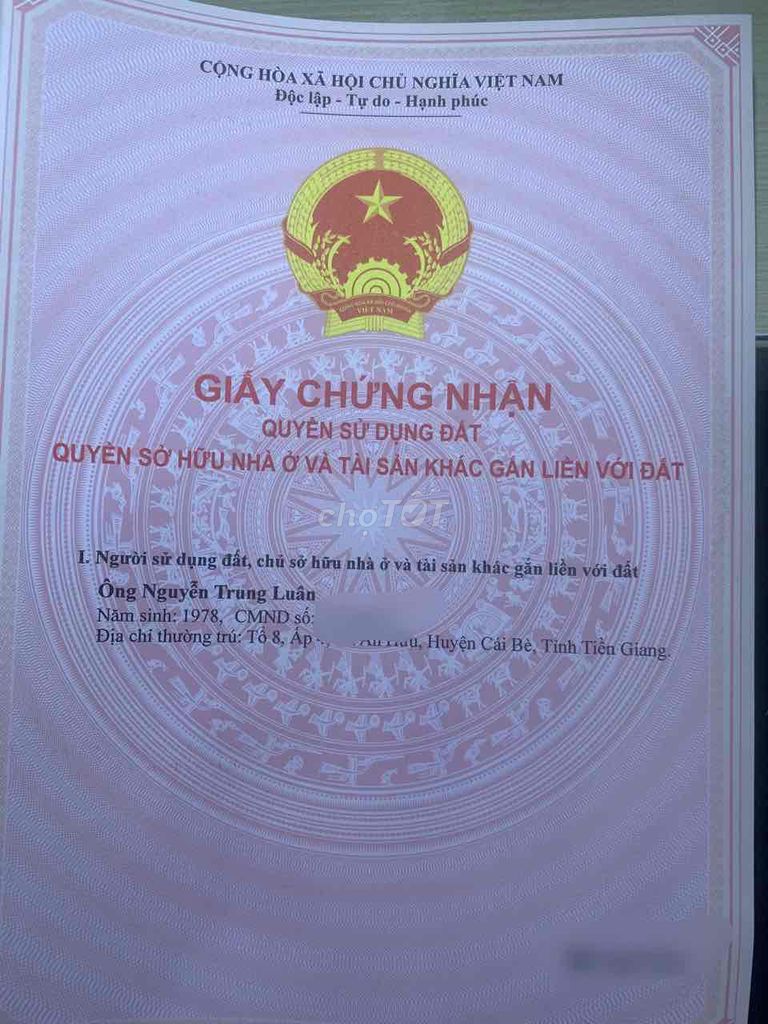 CỘNG HÒA XÃ HỘI CHỦ NGHĨA VIỆT NAM
Độc lập - Tự do - Hạnh phúc
VIỆT NAM
GIẤY CHỨNG NHẬN
QUYỀN SỬ DỤNG ĐẤT
QUYỀN SỞ HỮU NHÀ Ở VÀ TÀI SẢN KHÁC GẮN LIỀN VỚI ĐẤT
chợTỐT
I. Người sử dụng đất, chủ sở hữu nhà ở và tài sản khác gắn liền với đất
Ông Nguyễn Trung Luân
Năm sinh: 1978, CMND số:
Địa chỉ thường trú: Tổ 8, Ấp Huyện Cái Bè, Tỉnh Tiền Giang.